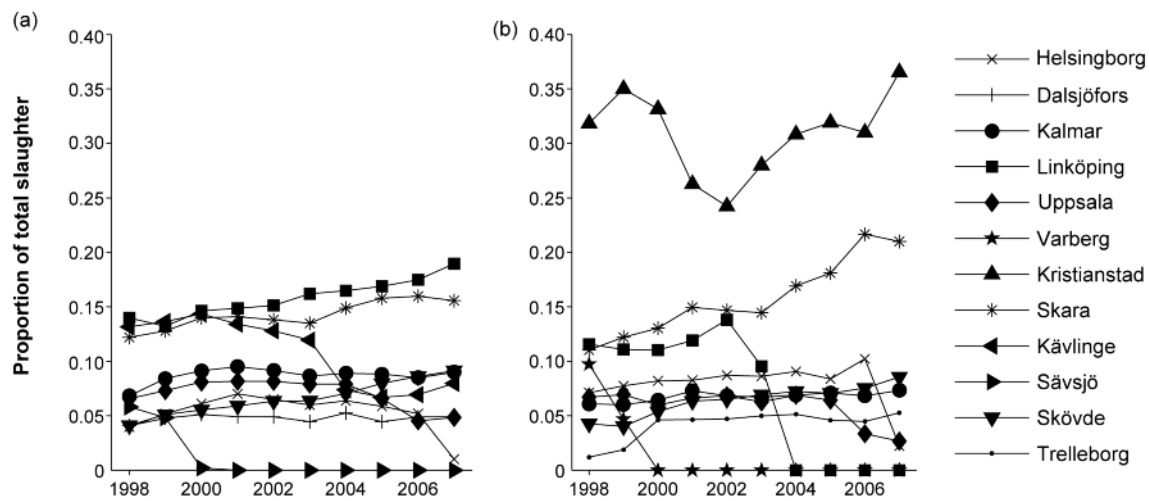 (a)
Proportion of total slaughter
0.40
0.35
0.30
0.25
0.20
0.15
0.10
0.05
0
1998 2000 2002 2004 2006
(b)
0.40
0.35
0.30
0.25
0.20
0.15
0.10
0.05
0
1998 2000 2002 2004 2006
Helsingborg
Dalsjöfors
Kalmar
Linköping
Uppsala
Varberg
Kristianstad
Skara
Kävlinge
Sävsjö
Skövde
Trelleborg